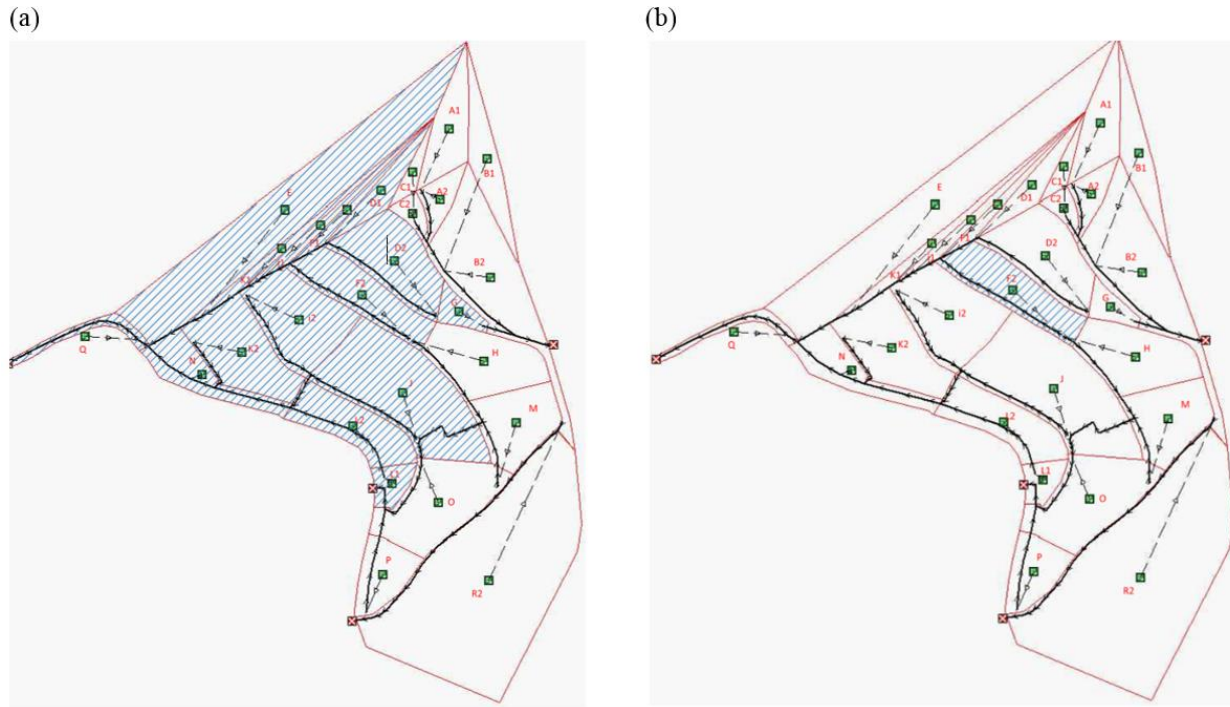 (a) (b)
A1 A1
B1 B1
E C1 A2 E C1 A2
D1 C2 D1 C2
F1 D2 F1 D2
B2 B2
K1 F2 G K1 F2 G
i2 i2
Q K2 H Q K2 H
N J N J
L2 M L2 M
L1 L1
O O
P P
R2 R2